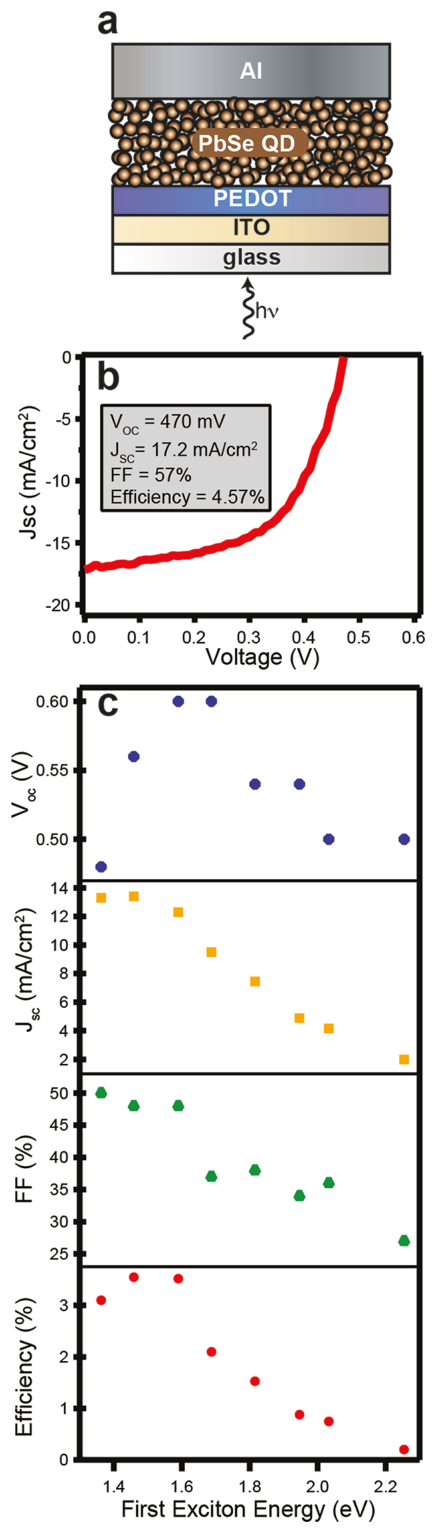 a
Al
PbSe QD
PEDOT
ITO
glass
hν
b
Jsc (mA/cm²)
0
-5
-10
-15
-20
V_OC = 470 mV
J_SC= 17.2 mA/cm²
FF = 57%
Efficiency = 4.57%
0.0 0.1 0.2 0.3 0.4 0.5 0.6
Voltage (V)
c
V_oc (V)
0.60
0.55
0.50
J_sc (mA/cm²)
14
12
10
8
6
4
2
FF (%)
50
45
40
35
30
25
Efficiency (%)
3
2
1
0
1.4 1.6 1.8 2.0 2.2
First Exciton Energy (eV)